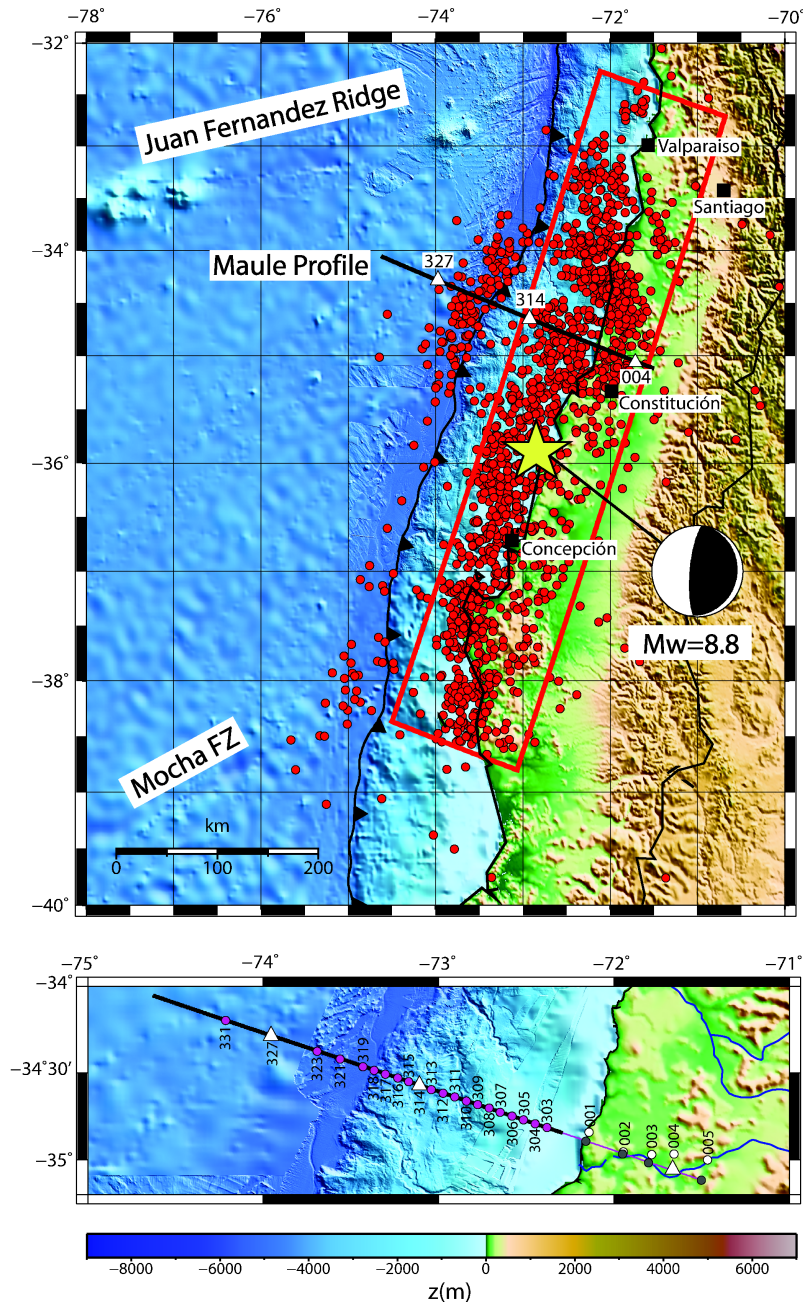 −78° −76° −74° −72° −70°
−32°
Juan Fernandez Ridge
Valparaiso
Santiago
−34°
Maule Profile
327
314
004
Constitución
−36°
Concepción
Mw=8.8
−38°
Mocha FZ
km
0 100 200
−40°
−75° −74° −73° −72° −71°
−34°
331
327
323
321
319
318
317
316
315
314
313
312
311
310
309
308
307
306
305
304
303
001
002
003
004
005
−34°30'
−35°
−8000 −6000 −4000 −2000 0 2000 4000 6000
z(m)